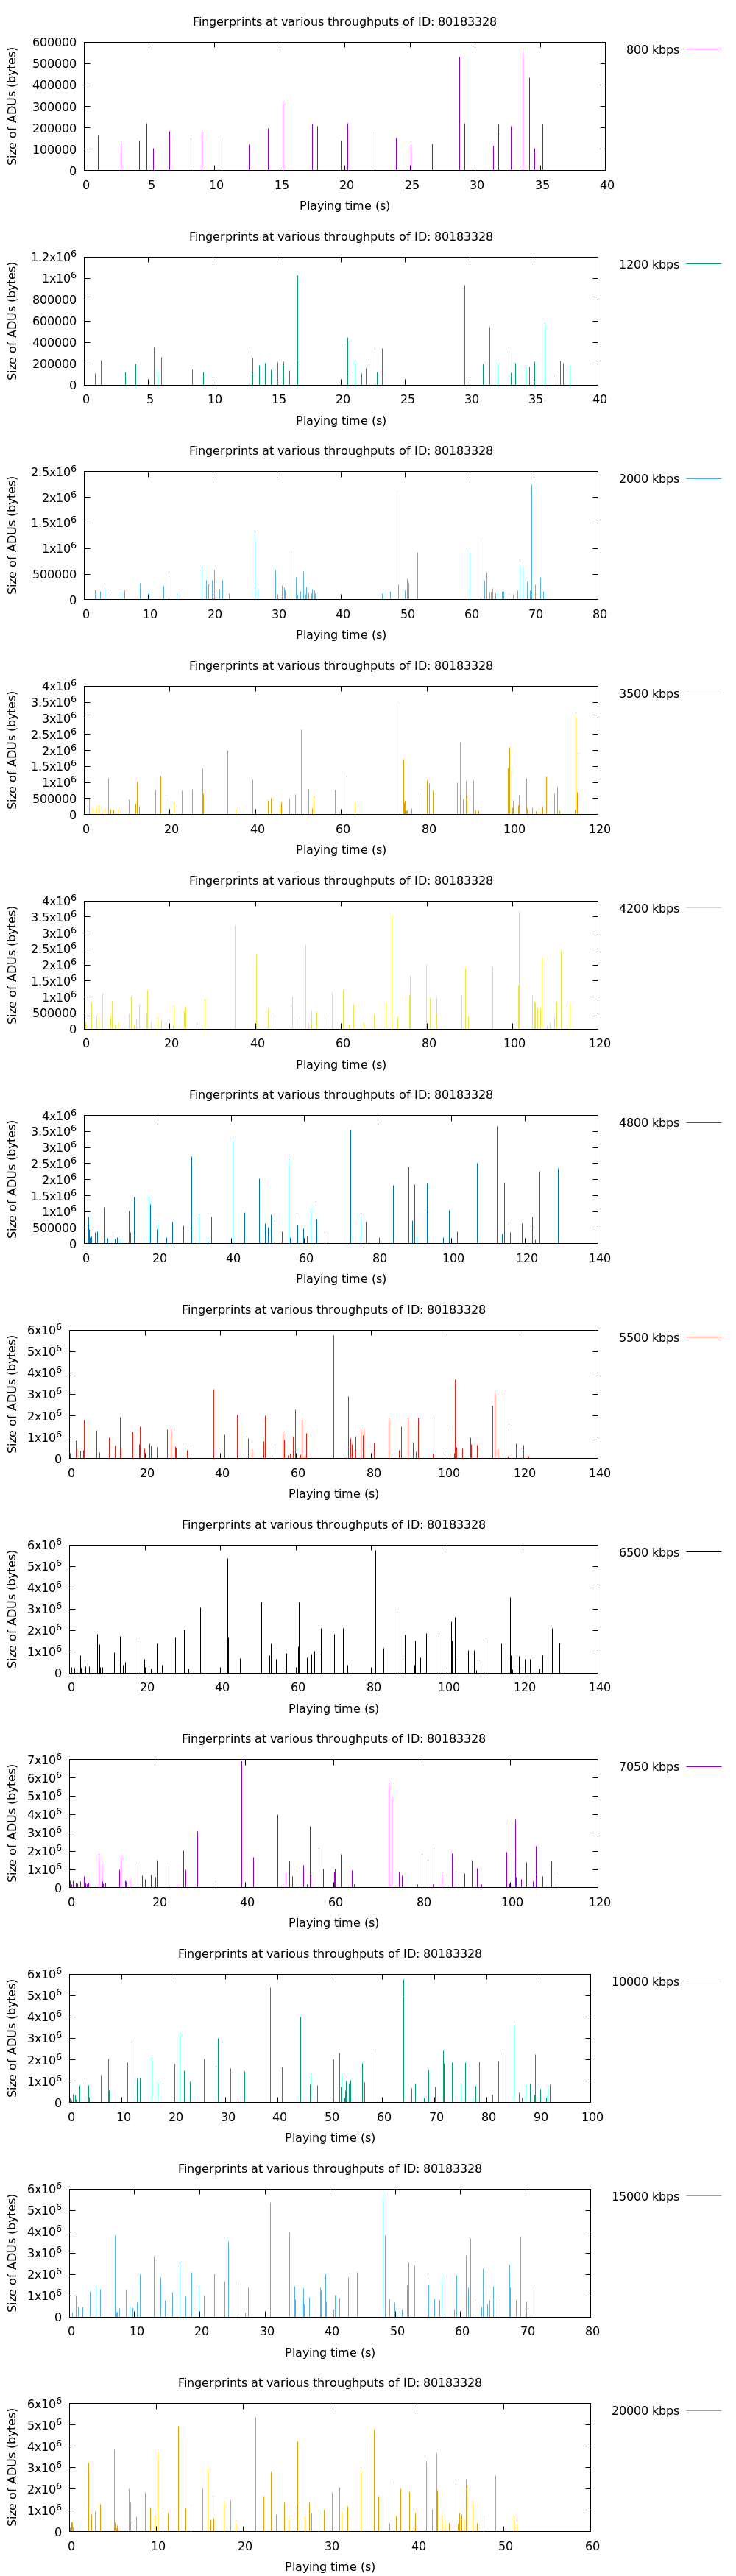 Fingerprints at various throughputs of ID: 80183328
800 kbps
Size of ADUs (bytes)
600000
500000
400000
300000
200000
100000
0
0 5 10 15 20 25 30 35 40
Playing time (s)
Fingerprints at various throughputs of ID: 80183328
1200 kbps
Size of ADUs (bytes)
1.2x10^6
1x10^6
800000
600000
400000
200000
0
0 5 10 15 20 25 30 35 40
Playing time (s)
Fingerprints at various throughputs of ID: 80183328
2000 kbps
Size of ADUs (bytes)
2.5x10^6
2x10^6
1.5x10^6
1x10^6
500000
0
0 10 20 30 40 50 60 70 80
Playing time (s)
Fingerprints at various throughputs of ID: 80183328
3500 kbps
Size of ADUs (bytes)
4x10^6
3.5x10^6
3x10^6
2.5x10^6
2x10^6
1.5x10^6
1x10^6
500000
0
0 20 40 60 80 100 120
Playing time (s)
Fingerprints at various throughputs of ID: 80183328
4200 kbps
Size of ADUs (bytes)
4x10^6
3.5x10^6
3x10^6
2.5x10^6
2x10^6
1.5x10^6
1x10^6
500000
0
0 20 40 60 80 100 120
Playing time (s)
Fingerprints at various throughputs of ID: 80183328
4800 kbps
Size of ADUs (bytes)
4x10^6
3.5x10^6
3x10^6
2.5x10^6
2x10^6
1.5x10^6
1x10^6
500000
0
0 20 40 60 80 100 120 140
Playing time (s)
Fingerprints at various throughputs of ID: 80183328
5500 kbps
Size of ADUs (bytes)
6x10^6
5x10^6
4x10^6
3x10^6
2x10^6
1x10^6
0
0 20 40 60 80 100 120 140
Playing time (s)
Fingerprints at various throughputs of ID: 80183328
6500 kbps
Size of ADUs (bytes)
6x10^6
5x10^6
4x10^6
3x10^6
2x10^6
1x10^6
0
0 20 40 60 80 100 120 140
Playing time (s)
Fingerprints at various throughputs of ID: 80183328
7050 kbps
Size of ADUs (bytes)
7x10^6
6x10^6
5x10^6
4x10^6
3x10^6
2x10^6
1x10^6
0
0 20 40 60 80 100 120
Playing time (s)
Fingerprints at various throughputs of ID: 80183328
10000 kbps
Size of ADUs (bytes)
6x10^6
5x10^6
4x10^6
3x10^6
2x10^6
1x10^6
0
0 10 20 30 40 50 60 70 80 90 100
Playing time (s)
Fingerprints at various throughputs of ID: 80183328
15000 kbps
Size of ADUs (bytes)
6x10^6
5x10^6
4x10^6
3x10^6
2x10^6
1x10^6
0
0 10 20 30 40 50 60 70 80
Playing time (s)
Fingerprints at various throughputs of ID: 80183328
20000 kbps
Size of ADUs (bytes)
6x10^6
5x10^6
4x10^6
3x10^6
2x10^6
1x10^6
0
0 10 20 30 40 50 60
Playing time (s)